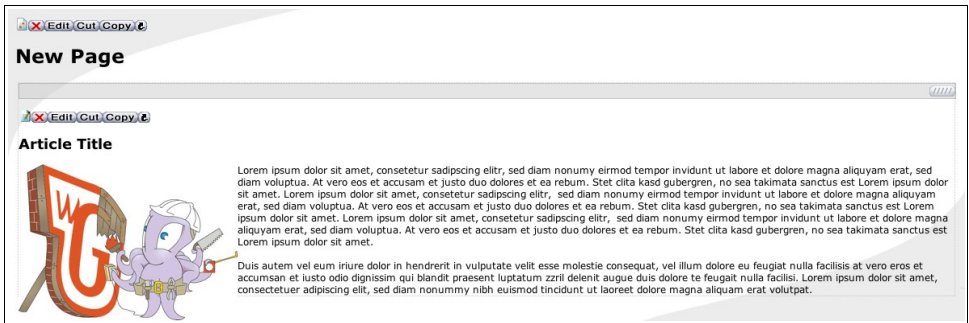 Edit Cut Copy
New Page
Edit Cut Copy
Article Title
Lorem ipsum dolor sit amet, consetetur sadipscing elitr, sed diam nonumy eirmod tempor invidunt ut labore et dolore magna aliquyam erat, sed
diam voluptua. At vero eos et accusam et justo duo dolores et ea rebum. Stet clita kasd gubergren, no sea takimata sanctus est Lorem ipsum dolor
sit amet. Lorem ipsum dolor sit amet, consetetur sadipscing elitr, sed diam nonumy eirmod tempor invidunt ut labore et dolore magna aliquyam
erat, sed diam voluptua. At vero eos et accusam et justo duo dolores et ea rebum. Stet clita kasd gubergren, no sea takimata sanctus est Lorem
ipsum dolor sit amet. Lorem ipsum dolor sit amet, consetetur sadipscing elitr, sed diam nonumy eirmod tempor invidunt ut labore et dolore magna
aliquyam erat, sed diam voluptua. At vero eos et accusam et justo duo dolores et ea rebum. Stet clita kasd gubergren, no sea takimata sanctus est
Lorem ipsum dolor sit amet.
Duis autem vel eum iriure dolor in hendrerit in vulputate velit esse molestie consequat, vel illum dolore eu feugiat nulla facilisis at vero eros et
accumsan et iusto odio dignissim qui blandit praesent luptatum zzril delenit augue duis dolore te feugait nulla facilisi. Lorem ipsum dolor sit amet,
consectetuer adipiscing elit, sed diam nonummy nibh euismod tincidunt ut laoreet dolore magna aliquam erat volutpat.
W
G